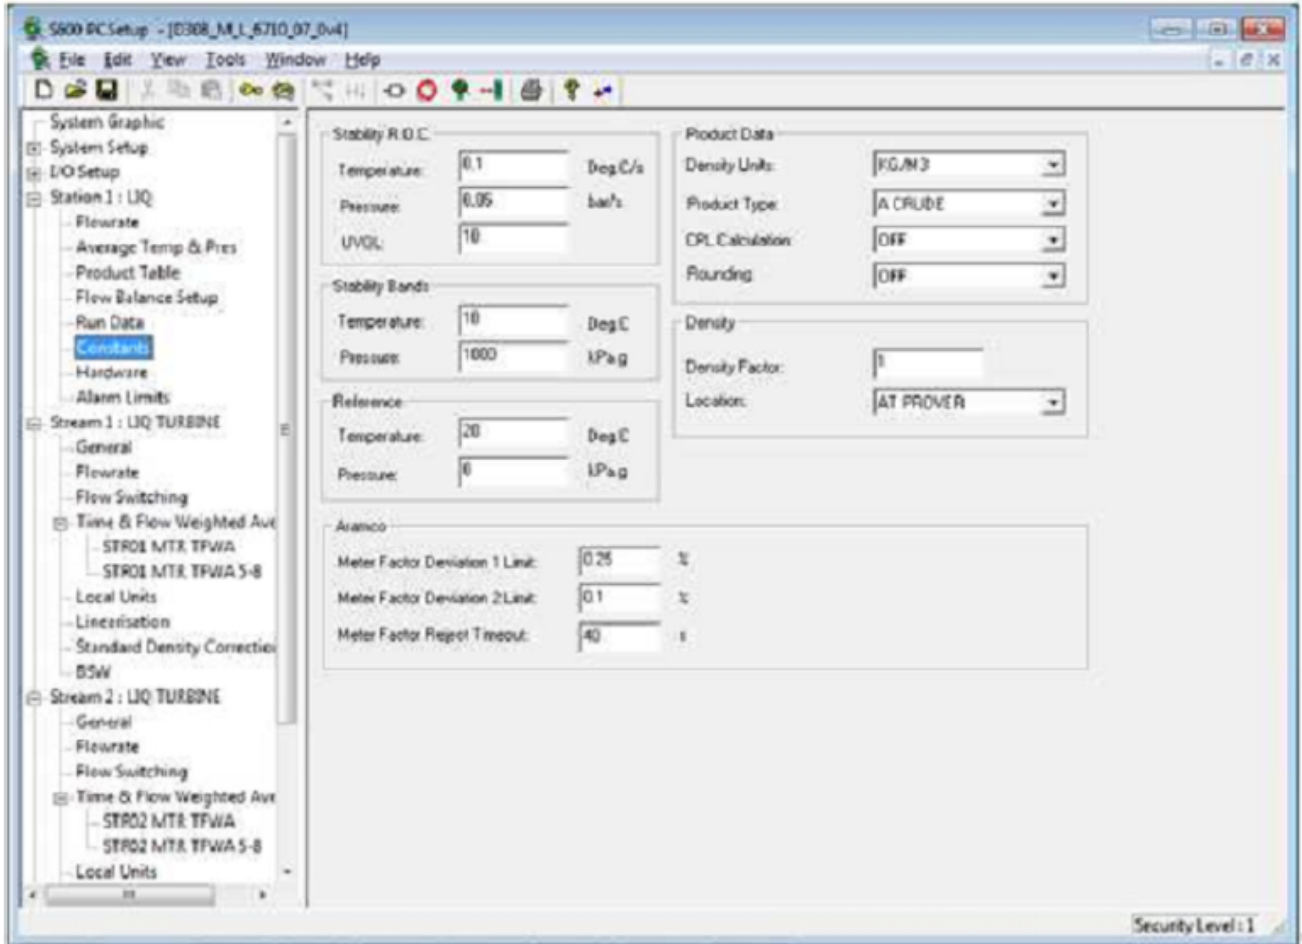 S600 PCSetup - [D308_M_L_6710_07_0v4]
File Edit View Tools Window Help
System Graphic
System Setup
I/O Setup
Station 1 : LIQ
Flowrate
Average Temp & Pres
Product Table
Flow Balance Setup
Run Data
Constants
Hardware
Alarm Limits
Stream 1 : LIQ TURBINE
General
Flowrate
Flow Switching
Time & Flow Weighted Ave
STR01 MTR TFWA
STR01 MTR TFWA 5-8
Local Units
Linearisation
Standard Density Correction
BSW
Stream 2 : LIQ TURBINE
General
Flowrate
Flow Switching
Time & Flow Weighted Ave
STR02 MTR TFWA
STR02 MTR TFWA 5-8
Local Units
Stability R.O.C.
Temperature: 0.1 Deg.C/s
Pressure: 0.05 bar/s
UVOL: 10
Stability Bands
Temperature: 10 Deg.C
Pressure: 1000 kPa.g
Reference
Temperature: 20 Deg.C
Pressure: 0 kPa.g
Product Data
Density Units: KG/M3
Product Type: A CRUDE
CPL Calculation: OFF
Rounding: OFF
Density
Density Factor: 1
Location: AT PROVER
Aramco
Meter Factor Deviation 1 Limit: 0.25 %
Meter Factor Deviation 2 Limit: 0.1 %
Meter Factor Reject Timeout: 40 s
Security Level : 1